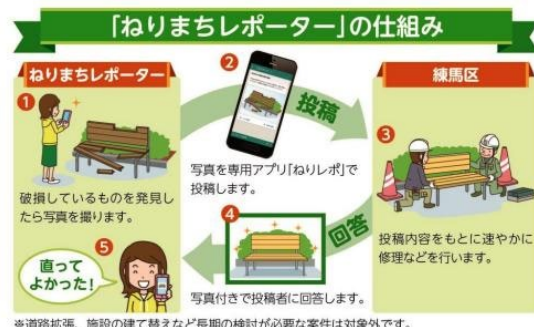 「ねりまちレポーター」の仕組み
ねりまちレポーター
1
破損しているものを発見し
たら写真を撮ります。
2
投稿
写真を専用アプリ「ねりレポ」で
投稿します。
練馬区
3
投稿内容をもとに速やかに
修理などを行います。
4
回答
写真付きで投稿者に回答します。
5
直って
よかった!
※道路拡張、施設の建て替えなど長期の検討が必要な案件は対象外です。